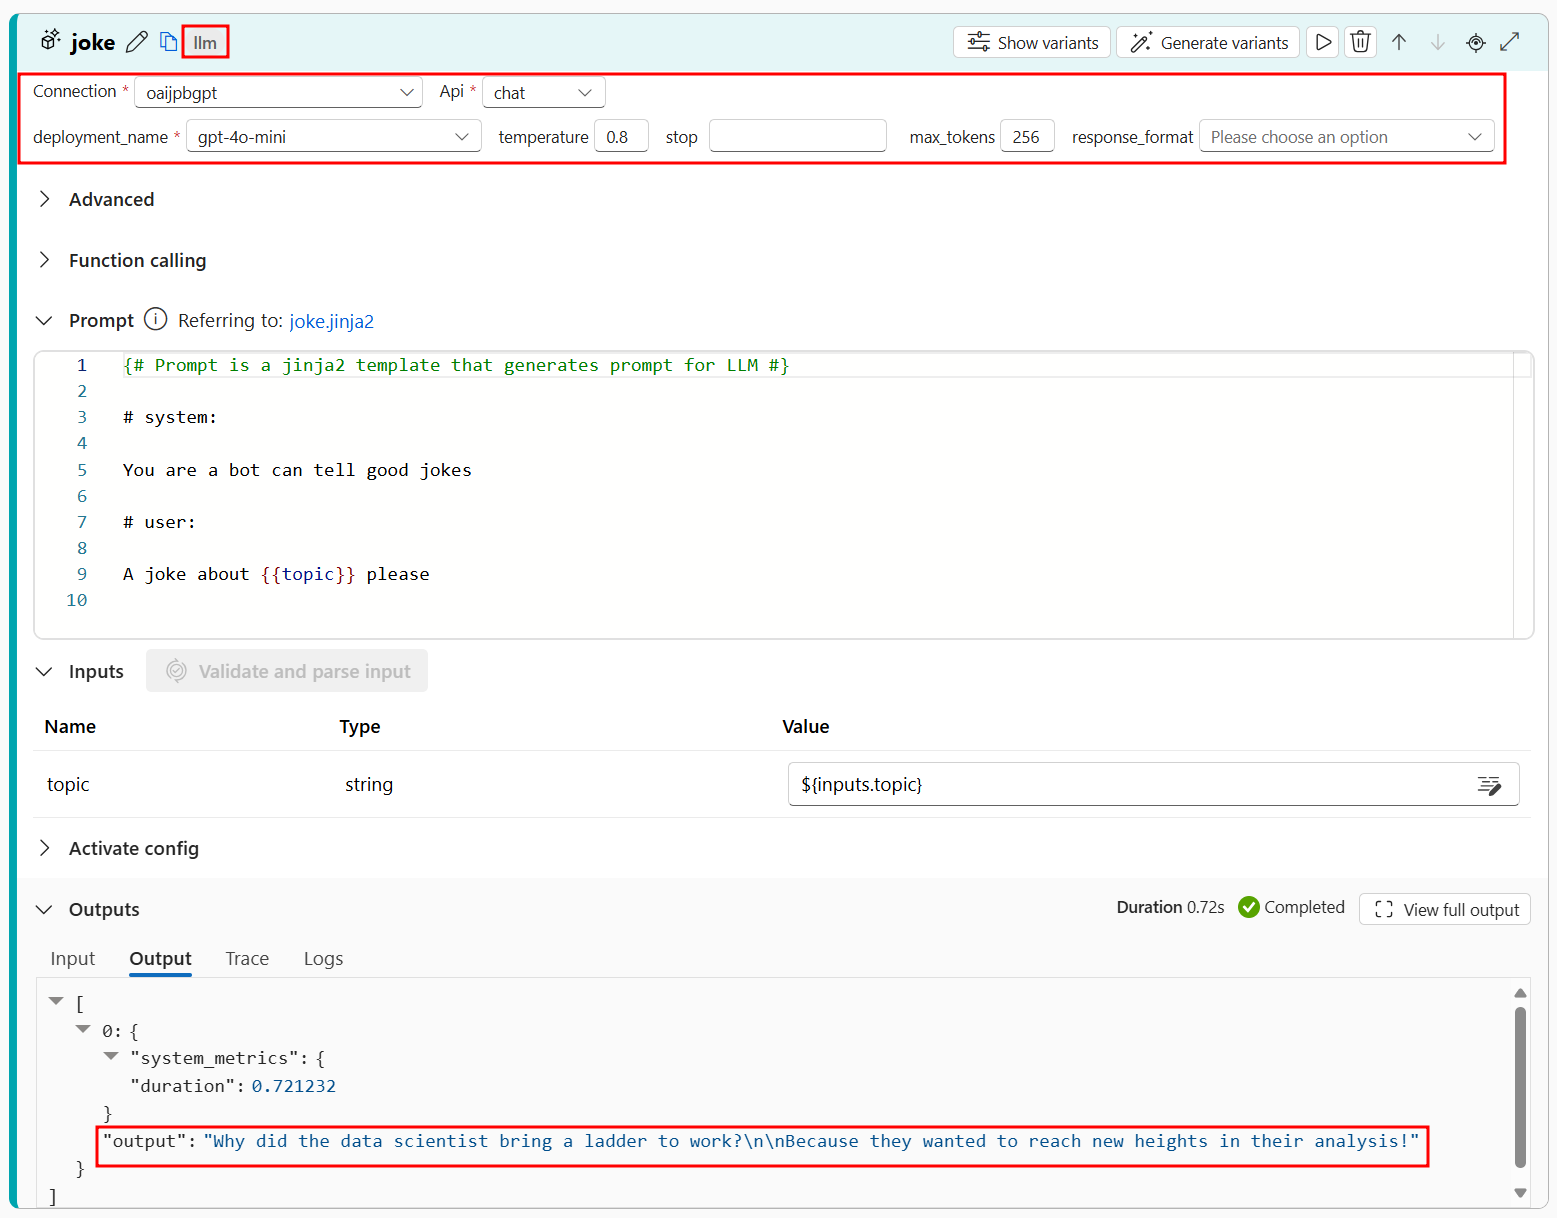 joke llm Show variants Generate variants
Connection * oaijpbgpt Api * chat
deployment_name * gpt-4o-mini temperature 0.8 stop max_tokens 256 response_format Please choose an option
Advanced
Function calling
Prompt Referring to: joke.jinja2
1 {# Prompt is a jinja2 template that generates prompt for LLM #}
2
3 # system:
4
5 You are a bot can tell good jokes
6
7 # user:
8
9 A joke about {{topic}} please
10
Inputs Validate and parse input
Name Type Value
topic string ${inputs.topic}
Activate config
Outputs Duration 0.72s Completed View full output
Input Output Trace Logs
[
0: {
"system_metrics": {
"duration": 0.721232
}
"output": "Why did the data scientist bring a ladder to work?\n\nBecause they wanted to reach new heights in their analysis!"
}
]